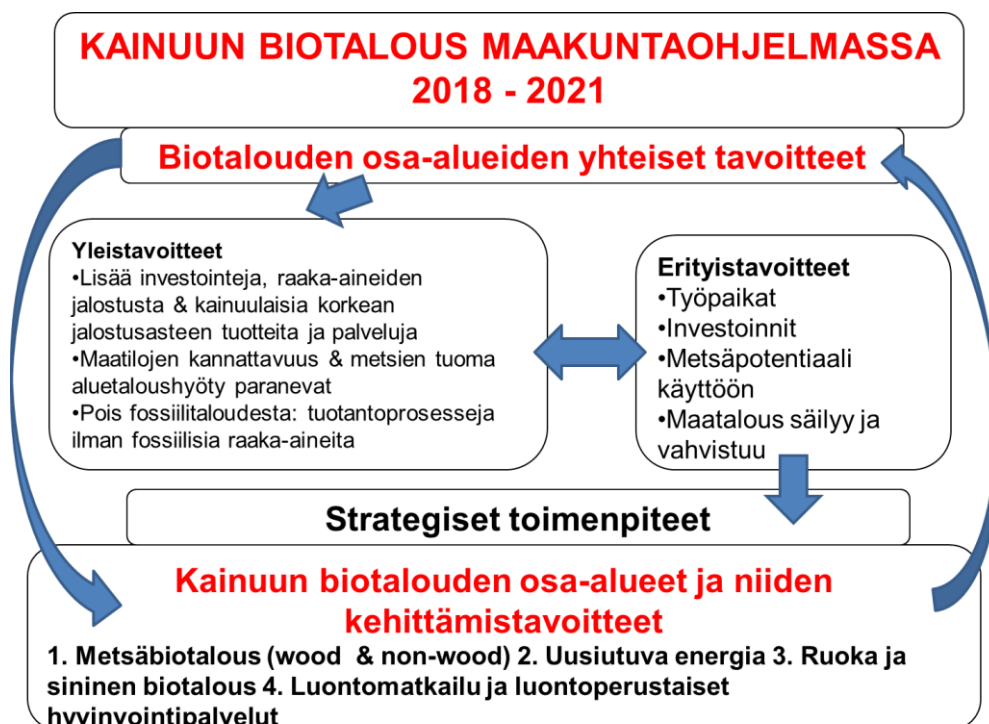 KAINUUN BIOTALOUS MAAKUNTAOHJELMASSA
2018 - 2021
Biotalouden osa-alueiden yhteiset tavoitteet
Yleistavoitteet
•Lisää investointeja, raaka-aineiden
jalostusta & kainuulaisia korkean
jalostusasteen tuotteita ja palveluja
•Maatilojen kannattavuus & metsien tuoma
aluetaloushyöty paranevat
•Pois fossiilitaloudesta: tuotantoprosesseja
ilman fossiilisia raaka-aineita
Erityistavoitteet
•Työpaikat
•Investoinnit
•Metsäpotentiaali
käyttöön
•Maatalous säilyy ja
vahvistuu
Strategiset toimenpiteet
Kainuun biotalouden osa-alueet ja niiden
kehittämistavoitteet
1. Metsäbiotalous (wood & non-wood) 2. Uusiutuva energia 3. Ruoka ja
sininen biotalous 4. Luontomatkailu ja luontoperustaiset
hyvinvointipalvelut